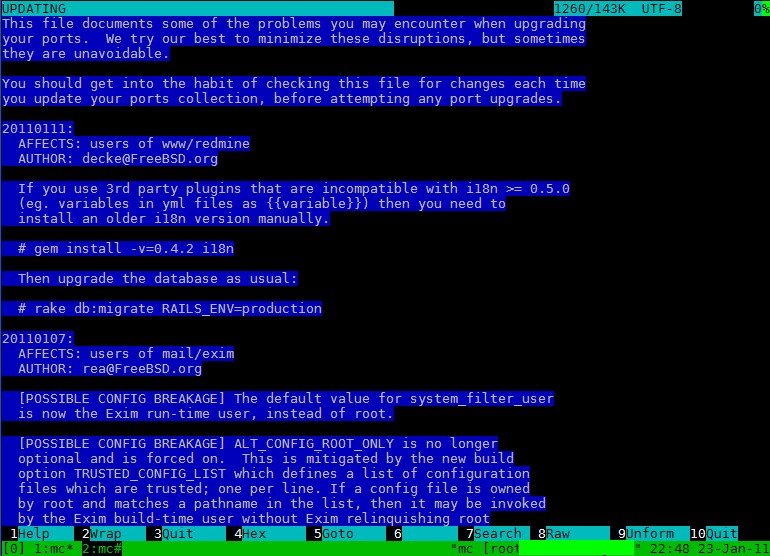 UPDATING 1260/143K UTF-8 0%
This file documents some of the problems you may encounter when upgrading
your ports.  We try our best to minimize these disruptions, but sometimes
they are unavoidable.
You should get into the habit of checking this file for changes each time
you update your ports collection, before attempting any port upgrades.
20110111:
AFFECTS: users of www/redmine
AUTHOR: decke@FreeBSD.org
If you use 3rd party plugins that are incompatible with i18n >= 0.5.0
(eg. variables in yml files as {{variable}}) then you need to
install an older i18n version manually.
# gem install -v=0.4.2 i18n
Then upgrade the database as usual:
# rake db:migrate RAILS_ENV=production
20110107:
AFFECTS: users of mail/exim
AUTHOR: rea@FreeBSD.org
[POSSIBLE CONFIG BREAKAGE] The default value for system_filter_user
is now the Exim run-time user, instead of root.
[POSSIBLE CONFIG BREAKAGE] ALT_CONFIG_ROOT_ONLY is no longer
optional and is forced on.  This is mitigated by the new build
option TRUSTED_CONFIG_LIST which defines a list of configuration
files which are trusted; one per line. If a config file is owned
by root and matches a pathname in the list, then it may be invoked
by the Exim build-time user without Exim relinquishing root
1Help 2Wrap 3Quit 4Hex 5Goto 6 7Search 8Raw 9Unform 10Quit
[0] 1:mc* 2:mc# "mc [root " 22:48 23-Jan-11